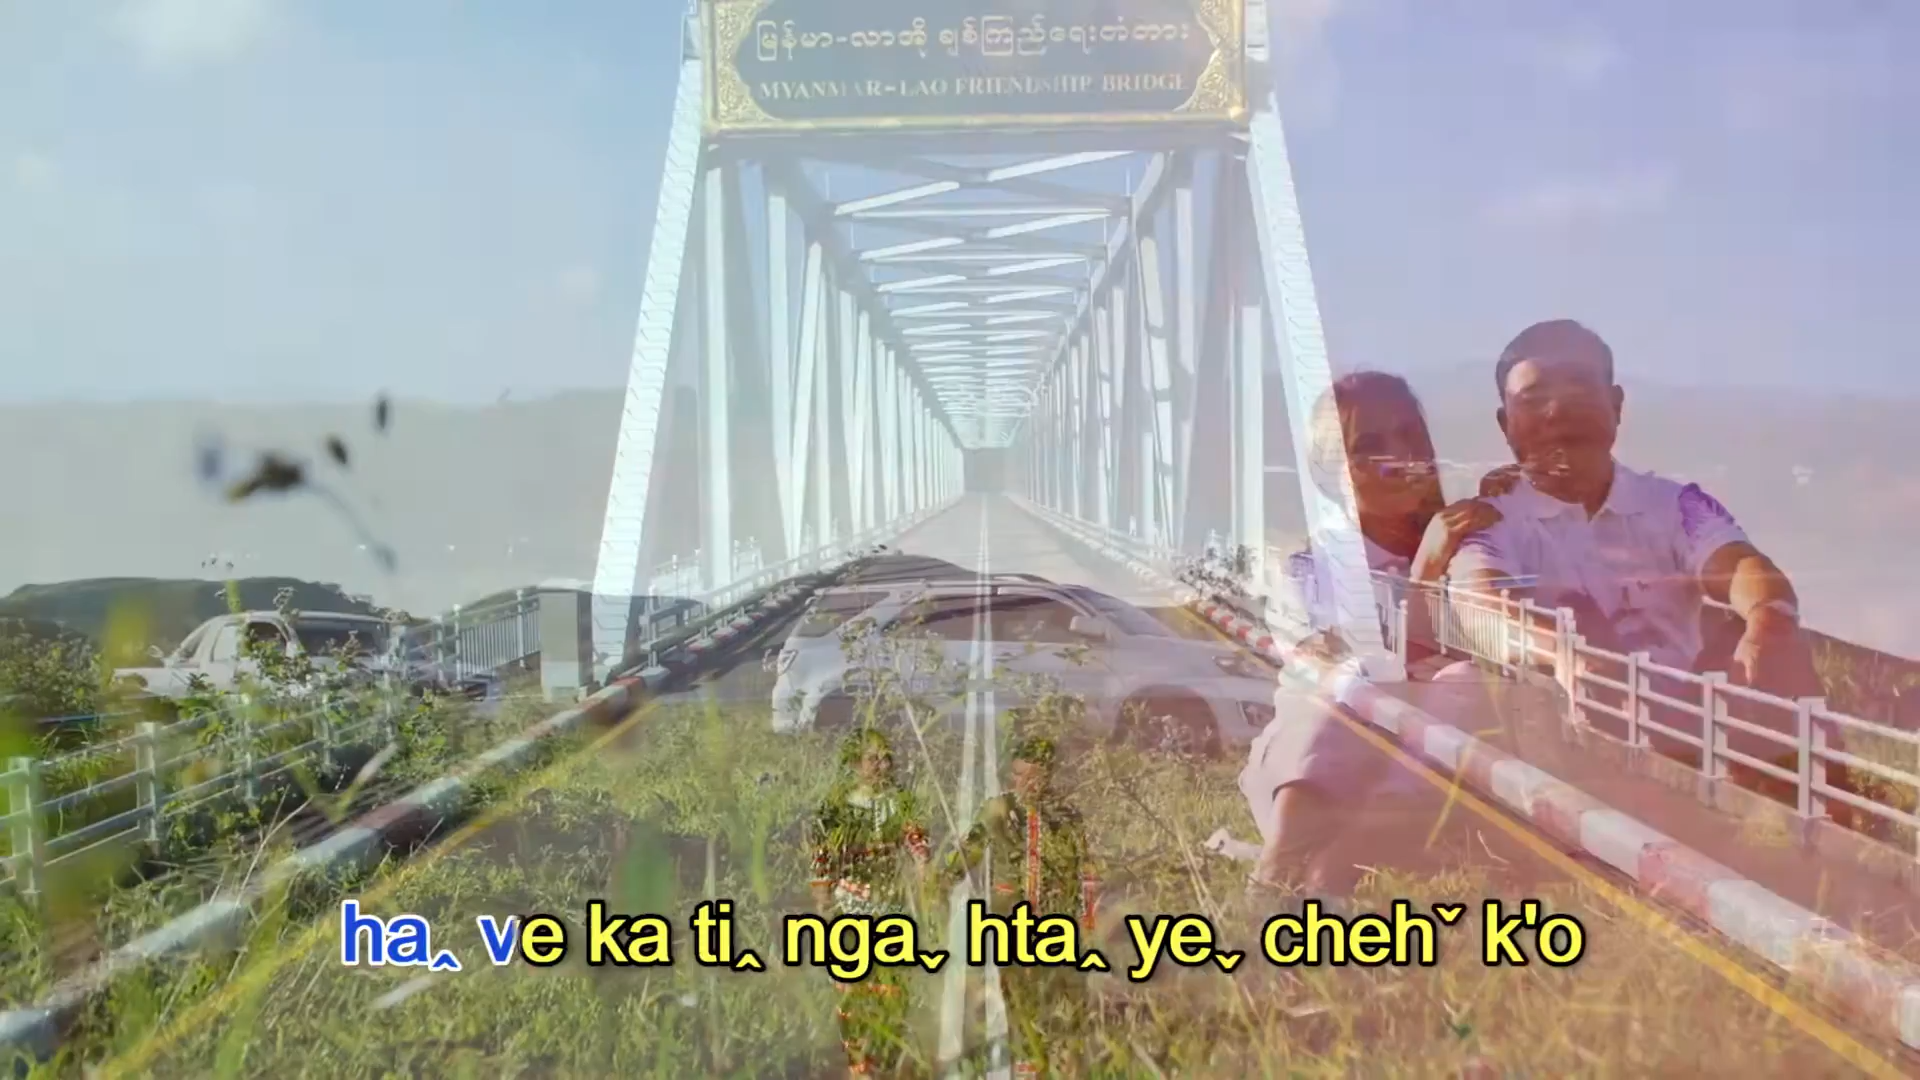 မြန်မာ-လာအို ချစ်ကြည်ရေးတံတား
MYANMAR-LAO FRIENDSHIP BRIDGE
ha‸ ve ka ti‸ nga˯ hta‸ ye˯ chehˇ k'o